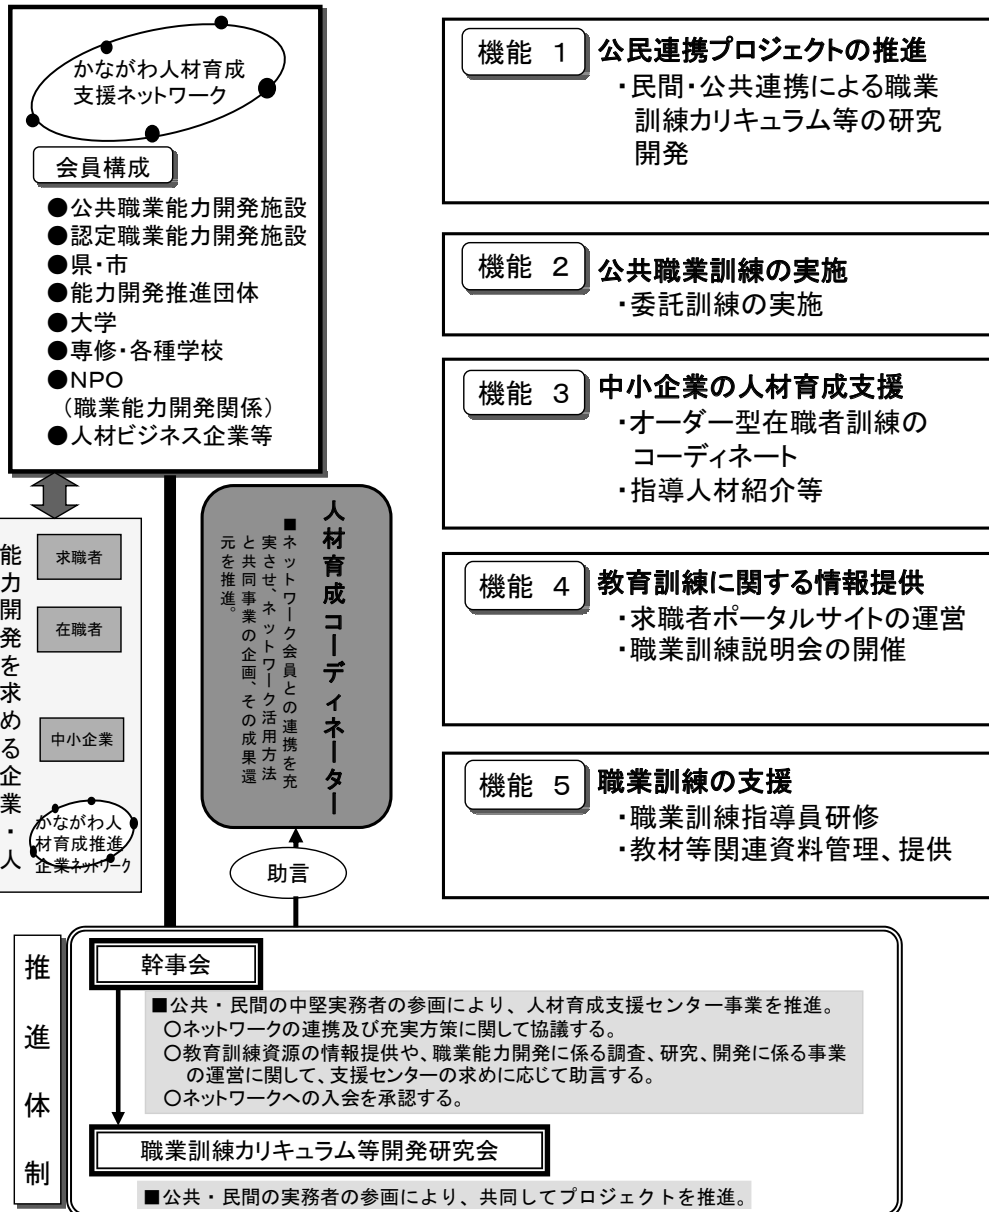 かながわ人材育成
支援ネットワーク
会員構成
●公共職業能力開発施設
●認定職業能力開発施設
●県・市
●能力開発推進団体
●大学
●専修・各種学校
●NPO
（職業能力開発関係）
●人材ビジネス企業等
能力開発を求める企業・人
求職者
在職者
中小企業
かながわ人
材育成推進
企業ネットワーク
人材育成コーディネーター
■ネットワーク会員との連携を充
実させ、ネットワーク活用方法
と共同事業の企画、その成果還
元を推進。
助言
機能 1
公民連携プロジェクトの推進
・民間・公共連携による職業
訓練カリキュラム等の研究
開発
機能 2
公共職業訓練の実施
・委託訓練の実施
機能 3
中小企業の人材育成支援
・オーダー型在職者訓練の
コーディネート
・指導人材紹介等
機能 4
教育訓練に関する情報提供
・求職者ポータルサイトの運営
・職業訓練説明会の開催
機能 5
職業訓練の支援
・職業訓練指導員研修
・教材等関連資料管理、提供
推進体制
幹事会
■公共・民間の中堅実務者の参画により、人材育成支援センター事業を推進。
○ネットワークの連携及び充実方策に関して協議する。
○教育訓練資源の情報提供や、職業能力開発に係る調査、研究、開発に係る事業
の運営に関して、支援センターの求めに応じて助言する。
○ネットワークへの入会を承認する。
職業訓練カリキュラム等開発研究会
■公共・民間の実務者の参画により、共同してプロジェクトを推進。